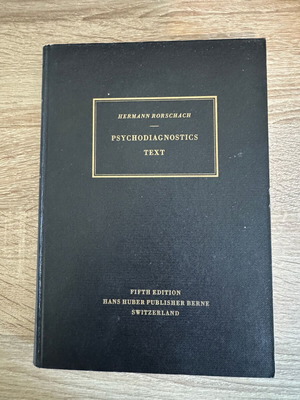 HERMANN RORSCHACH
PSYCHODIAGNOSTICS
TEXT
FIFTH EDITION
HANS HUBER PUBLISHER BERNE
SWITZERLAND